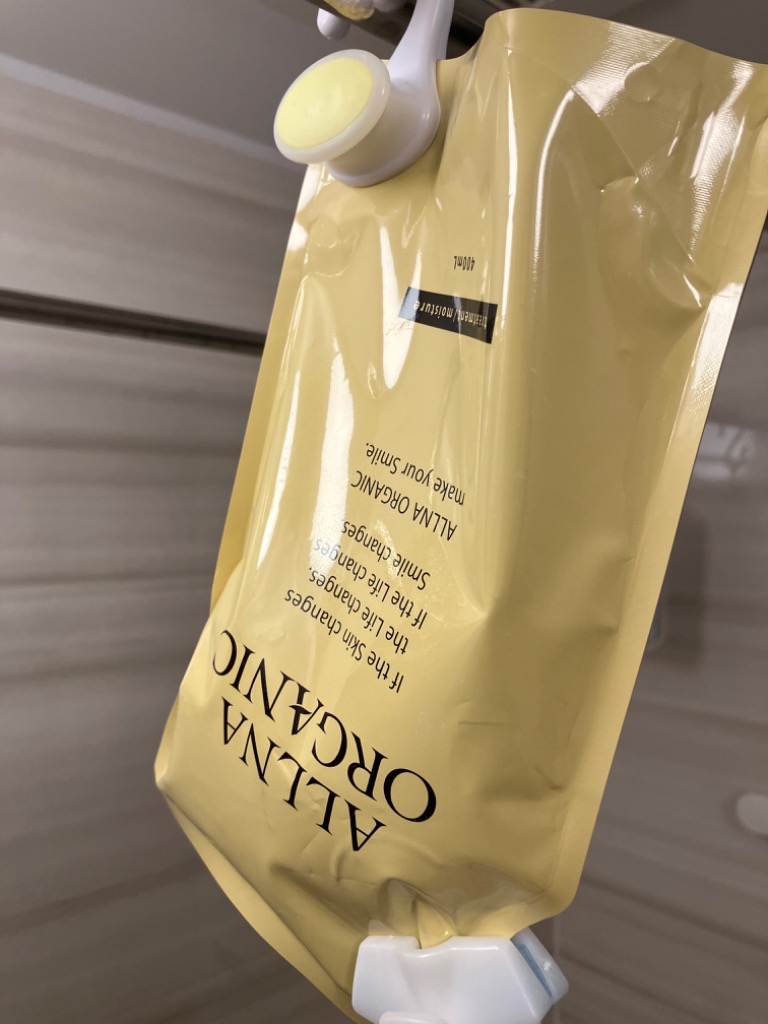 ALLNA
ORGANIC
If the Skin changes
the Life changes.
If the Life changes
Smile changes.
ALLNA ORGANIC
make your Smile.
treatment/moisture
400mL